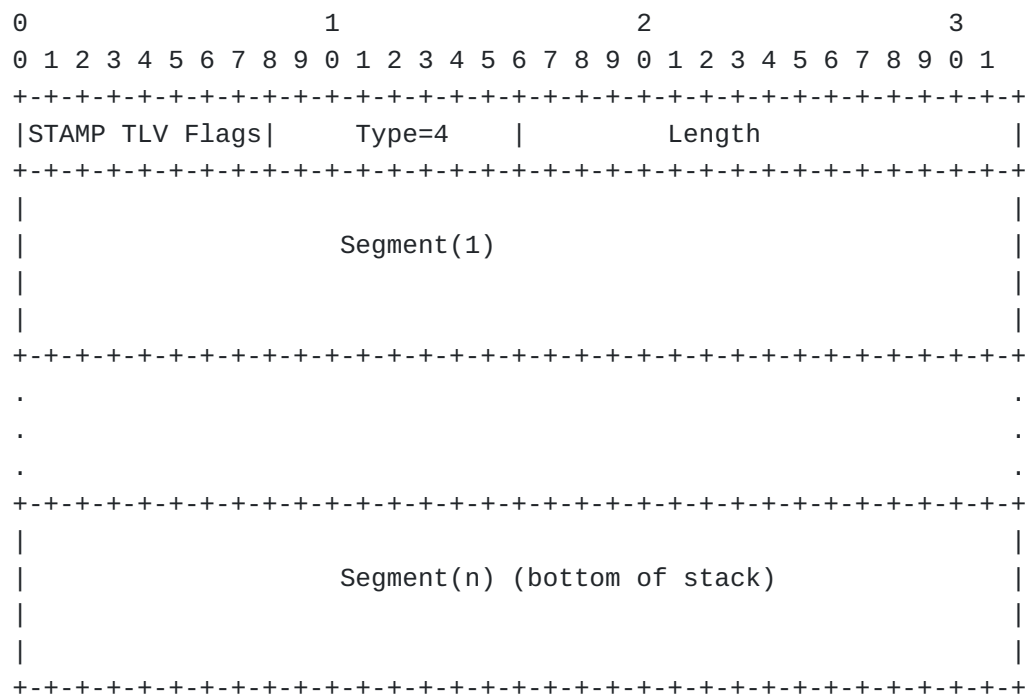 0                   1                   2                   3
0 1 2 3 4 5 6 7 8 9 0 1 2 3 4 5 6 7 8 9 0 1 2 3 4 5 6 7 8 9 0 1
+-+-+-+-+-+-+-+-+-+-+-+-+-+-+-+-+-+-+-+-+-+-+-+-+-+-+-+-+-+-+-+-+
|STAMP TLV Flags|     Type=4    |         Length                |
+-+-+-+-+-+-+-+-+-+-+-+-+-+-+-+-+-+-+-+-+-+-+-+-+-+-+-+-+-+-+-+-+
|                                                               |
|                    Segment(1)                                 |
|                                                               |
|                                                               |
+-+-+-+-+-+-+-+-+-+-+-+-+-+-+-+-+-+-+-+-+-+-+-+-+-+-+-+-+-+-+-+-+
.                                                               .
.                                                               .
.                                                               .
+-+-+-+-+-+-+-+-+-+-+-+-+-+-+-+-+-+-+-+-+-+-+-+-+-+-+-+-+-+-+-+-+
|                                                               |
|                    Segment(n) (bottom of stack)               |
|                                                               |
|                                                               |
+-+-+-+-+-+-+-+-+-+-+-+-+-+-+-+-+-+-+-+-+-+-+-+-+-+-+-+-+-+-+-+-+